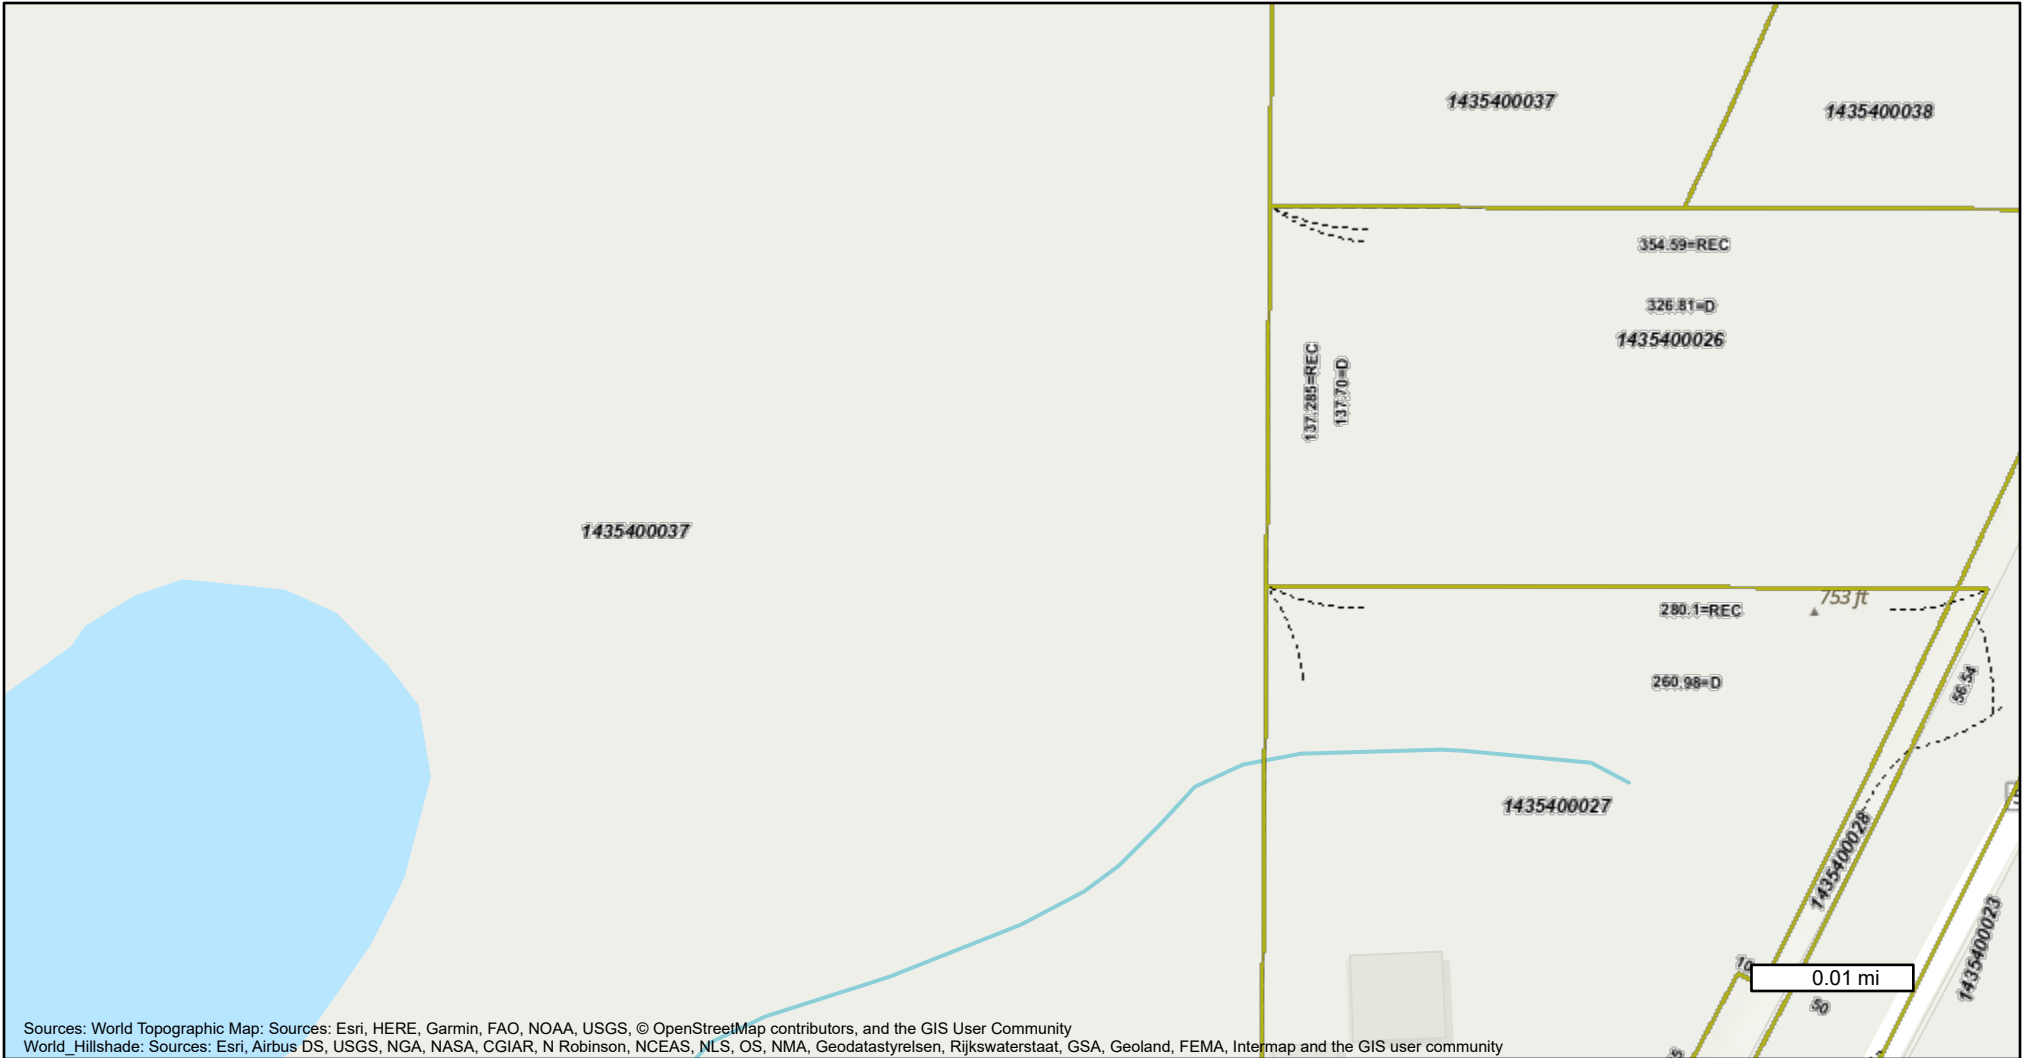 1435400037
1435400038
354.59=REC
326.81=D
1435400026
137.285=REC
137.70=D
1435400037
753 ft
280.1=REC
56.54
260.98=D
1435400027
1435400028
1435400023
10
0.01 mi
50
Sources: World Topographic Map: Sources: Esri, HERE, Garmin, FAO, NOAA, USGS, © OpenStreetMap contributors, and the GIS User Community
World_Hillshade: Sources: Esri, Airbus DS, USGS, NGA, NASA, CGIAR, N Robinson, NCEAS, NLS, OS, NMA, Geodatastyrelsen, Rijkswaterstaat, GSA, Geoland, FEMA, Intermap and the GIS user community